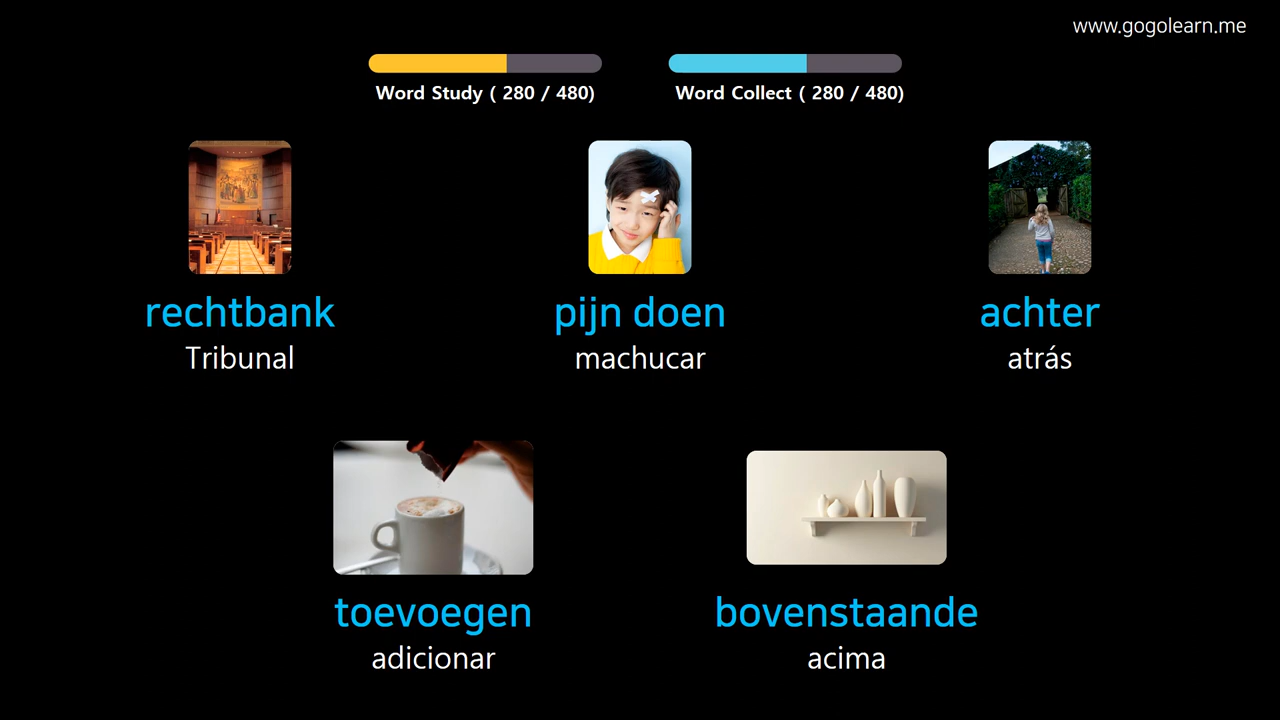 www.gogolearn.me
Word Study ( 280 / 480)
Word Collect ( 280 / 480)
rechtbank
Tribunal
pijn doen
machucar
achter
atrás
toevoegen
adicionar
bovenstaande
acima